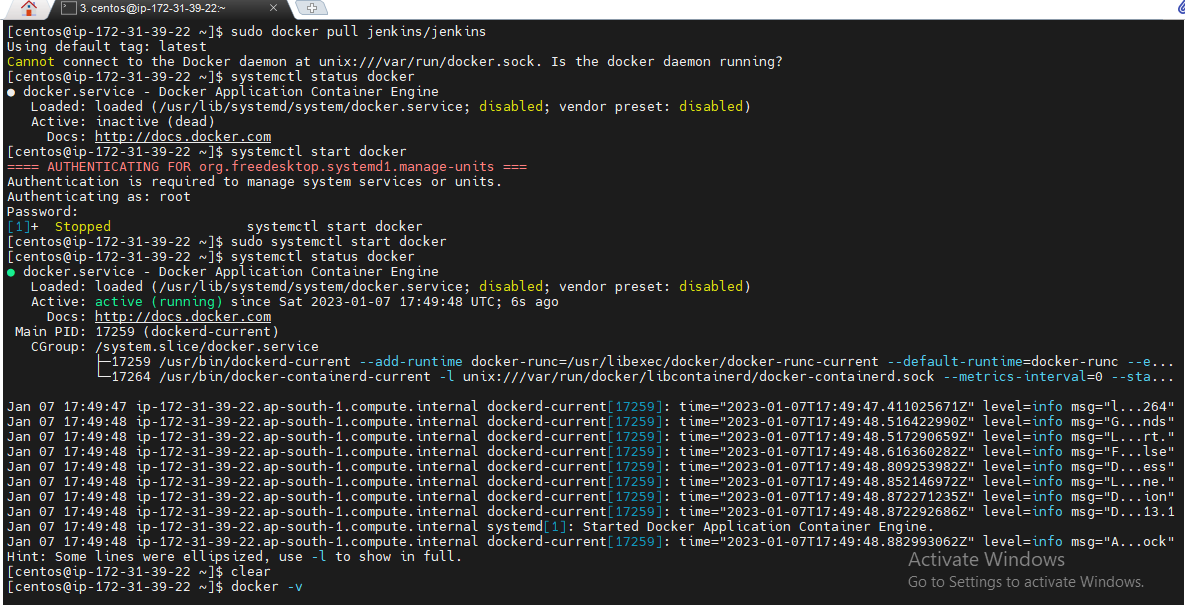 3. centos@ip-172-31-39-22:~
[centos@ip-172-31-39-22 ~]$ sudo docker pull jenkins/jenkins
Using default tag: latest
Cannot connect to the Docker daemon at unix:///var/run/docker.sock. Is the docker daemon running?
[centos@ip-172-31-39-22 ~]$ systemctl status docker
● docker.service - Docker Application Container Engine
   Loaded: loaded (/usr/lib/systemd/system/docker.service; disabled; vendor preset: disabled)
   Active: inactive (dead)
     Docs: http://docs.docker.com
[centos@ip-172-31-39-22 ~]$ systemctl start docker
==== AUTHENTICATING FOR org.freedesktop.systemd1.manage-units ===
Authentication is required to manage system services or units.
Authenticating as: root
Password:
[1]+  Stopped                 systemctl start docker
[centos@ip-172-31-39-22 ~]$ sudo systemctl start docker
[centos@ip-172-31-39-22 ~]$ systemctl status docker
● docker.service - Docker Application Container Engine
   Loaded: loaded (/usr/lib/systemd/system/docker.service; disabled; vendor preset: disabled)
   Active: active (running) since Sat 2023-01-07 17:49:48 UTC; 6s ago
     Docs: http://docs.docker.com
 Main PID: 17259 (dockerd-current)
   CGroup: /system.slice/docker.service
           ├─17259 /usr/bin/dockerd-current --add-runtime docker-runc=/usr/libexec/docker/docker-runc-current --default-runtime=docker-runc --e...
           └─17264 /usr/bin/docker-containerd-current -l unix:///var/run/docker/libcontainerd/docker-containerd.sock --metrics-interval=0 --sta...
Jan 07 17:49:47 ip-172-31-39-22.ap-south-1.compute.internal dockerd-current[17259]: time="2023-01-07T17:49:47.411025671Z" level=info msg="l...264"
Jan 07 17:49:48 ip-172-31-39-22.ap-south-1.compute.internal dockerd-current[17259]: time="2023-01-07T17:49:48.516422990Z" level=info msg="G...nds"
Jan 07 17:49:48 ip-172-31-39-22.ap-south-1.compute.internal dockerd-current[17259]: time="2023-01-07T17:49:48.517290659Z" level=info msg="L...rt."
Jan 07 17:49:48 ip-172-31-39-22.ap-south-1.compute.internal dockerd-current[17259]: time="2023-01-07T17:49:48.616360282Z" level=info msg="F...lse"
Jan 07 17:49:48 ip-172-31-39-22.ap-south-1.compute.internal dockerd-current[17259]: time="2023-01-07T17:49:48.809253982Z" level=info msg="D...ess"
Jan 07 17:49:48 ip-172-31-39-22.ap-south-1.compute.internal dockerd-current[17259]: time="2023-01-07T17:49:48.852146972Z" level=info msg="L...ne."
Jan 07 17:49:48 ip-172-31-39-22.ap-south-1.compute.internal dockerd-current[17259]: time="2023-01-07T17:49:48.872271235Z" level=info msg="D...ion"
Jan 07 17:49:48 ip-172-31-39-22.ap-south-1.compute.internal dockerd-current[17259]: time="2023-01-07T17:49:48.872292686Z" level=info msg="D...13.1
Jan 07 17:49:48 ip-172-31-39-22.ap-south-1.compute.internal systemd[1]: Started Docker Application Container Engine.
Jan 07 17:49:48 ip-172-31-39-22.ap-south-1.compute.internal dockerd-current[17259]: time="2023-01-07T17:49:48.882993062Z" level=info msg="A...ock"
Hint: Some lines were ellipsized, use -l to show in full.
[centos@ip-172-31-39-22 ~]$ clear
[centos@ip-172-31-39-22 ~]$ docker -v
Activate Windows
Go to Settings to activate Windows.